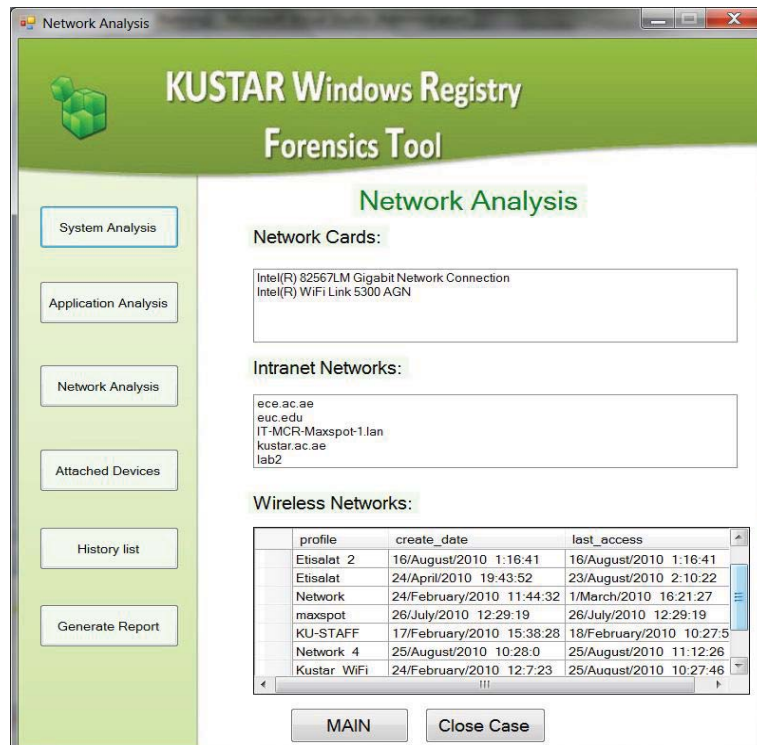 Network Analysis
KUSTAR Windows Registry
Forensics Tool
System Analysis
Application Analysis
Network Analysis
Attached Devices
History list
Generate Report
Network Analysis
Network Cards:
Intel(R) 82567LM Gigabit Network Connection
Intel(R) WiFi Link 5300 AGN
Intranet Networks:
ece.ac.ae
euc.edu
IT-MCR-Maxspot-1.lan
kustar.ac.ae
lab2
Wireless Networks:
profile create_date last_access
Etisalat 2 16/August/2010 1:16:41 16/August/2010 1:16:41
Etisalat 24/April/2010 19:43:52 23/August/2010 2:10:22
Network 24/February/2010 11:44:32 1/March/2010 16:21:27
maxspot 26/July/2010 12:29:19 26/July/2010 12:29:19
KU-STAFF 17/February/2010 15:38:28 18/February/2010 10:27:5
Network 4 25/August/2010 10:28:0 25/August/2010 11:12:26
Kustar WiFi 24/February/2010 12:7:23 25/August/2010 10:27:46
MAIN Close Case